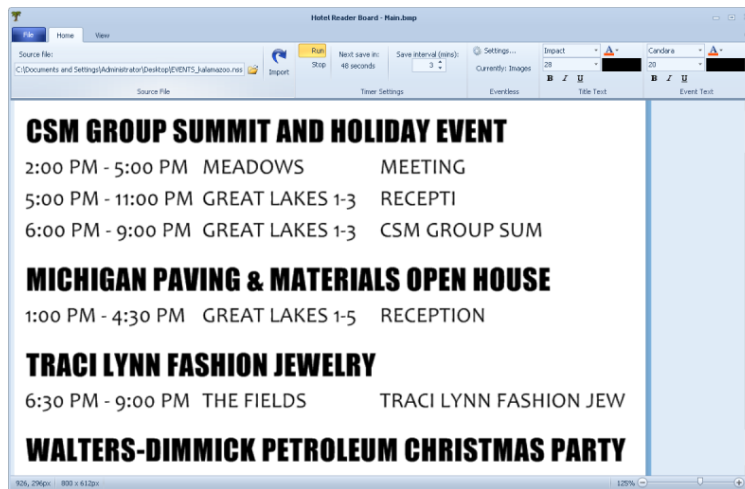 Hotel Reader Board - Main.bmp
File Home View
Source file:
C:\Documents and Settings\Administrator\Desktop\EVENTS_kalamazoo.nss
Import
Source File
Run
Stop
Next save in:
48 seconds
Save interval (mins):
3
Timer Settings
Settings...
Currently: Images
Eventless
Impact A
28
B I U
Title Text
Candara A
20
B I U
Event Text
CSM GROUP SUMMIT AND HOLIDAY EVENT
2:00 PM - 5:00 PM MEADOWS MEETING
5:00 PM - 11:00 PM GREAT LAKES 1-3 RECEPTI
6:00 PM - 9:00 PM GREAT LAKES 1-3 CSM GROUP SUM
MICHIGAN PAVING & MATERIALS OPEN HOUSE
1:00 PM - 4:30 PM GREAT LAKES 1-5 RECEPTION
TRACI LYNN FASHION JEWELRY
6:30 PM - 9:00 PM THE FIELDS TRACI LYNN FASHION JEW
WALTERS-DIMMICK PETROLEUM CHRISTMAS PARTY
926, 296px 800 x 612px 125%